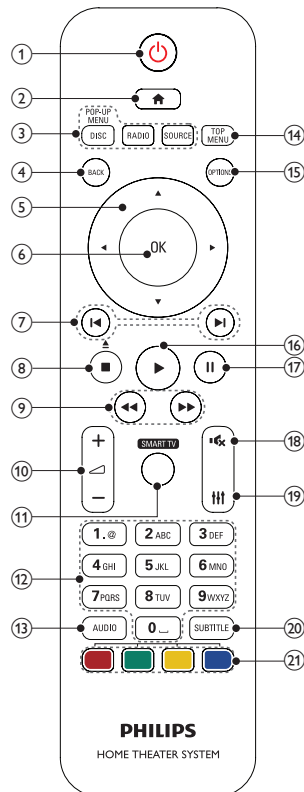 1
2
POP-UP MENU
3
DISC
RADIO
SOURCE
TOP MENU
14
4
BACK
OPTIONS
15
5
6
OK
7
16
8
17
9
SMART TV
18
10
11
19
1.@
2 ABC
3 DEF
12
4 GHI
5 JKL
6 MNO
7 PQRS
8 TUV
9 WXYZ
13
AUDIO
0
SUBTITLE
20
21
PHILIPS
HOME THEATER SYSTEM